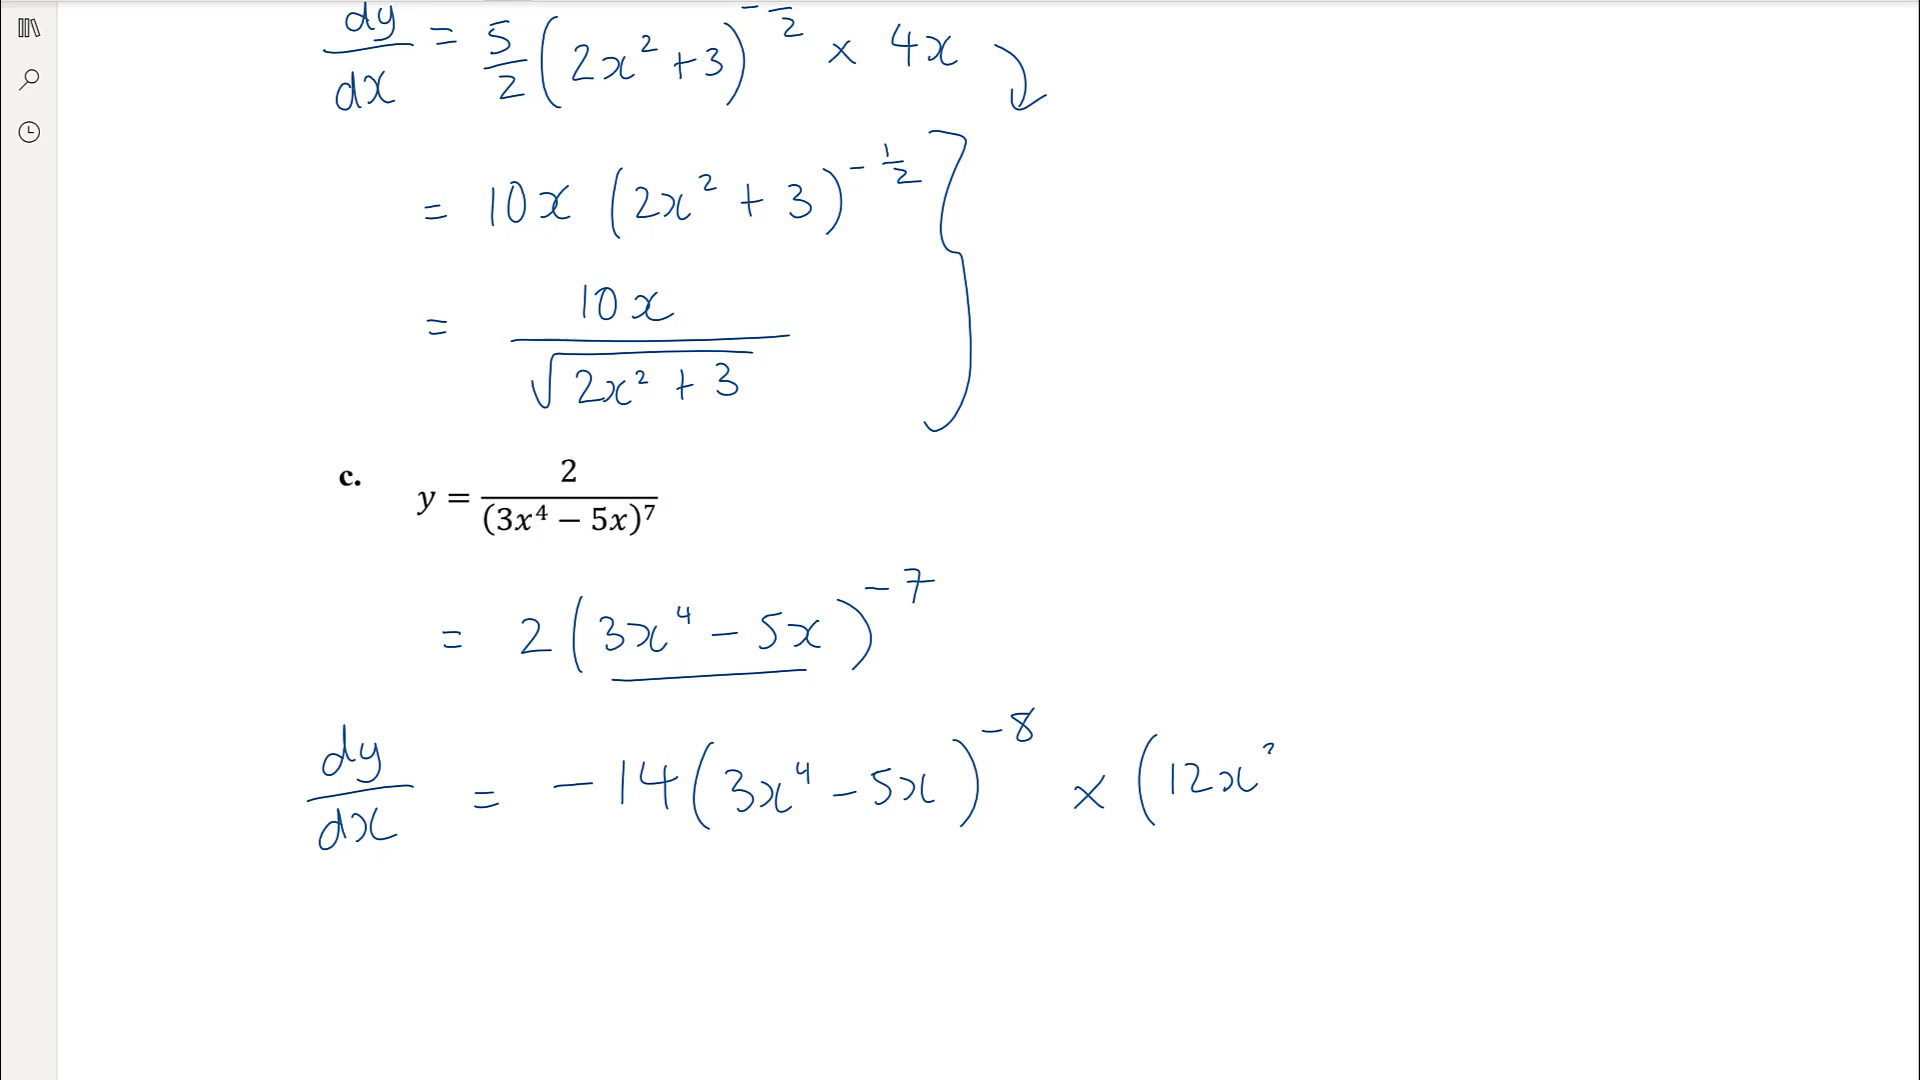 dy/dx = 5/2 (2x² + 3)^(-  /2) × 4x
= 10x (2x² + 3)^(-1/2)
= 10x / √(2x² + 3)
c. y = 2 / (3x⁴ − 5x)⁷
= 2(3x⁴ − 5x)^(−7)
dy/dx = −14(3x⁴ − 5x)^(−8) × (12x